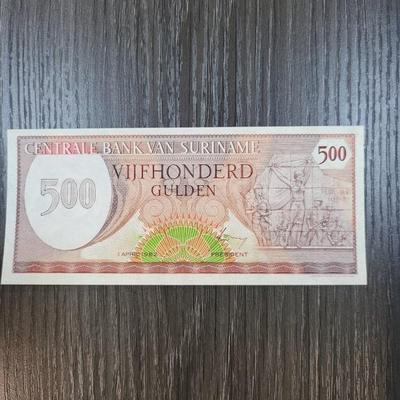 CENTRALE BANK VAN SURINAME
500
VIJFHONDERD
GULDEN
500
1 APRIL 1982
PRESIDENT